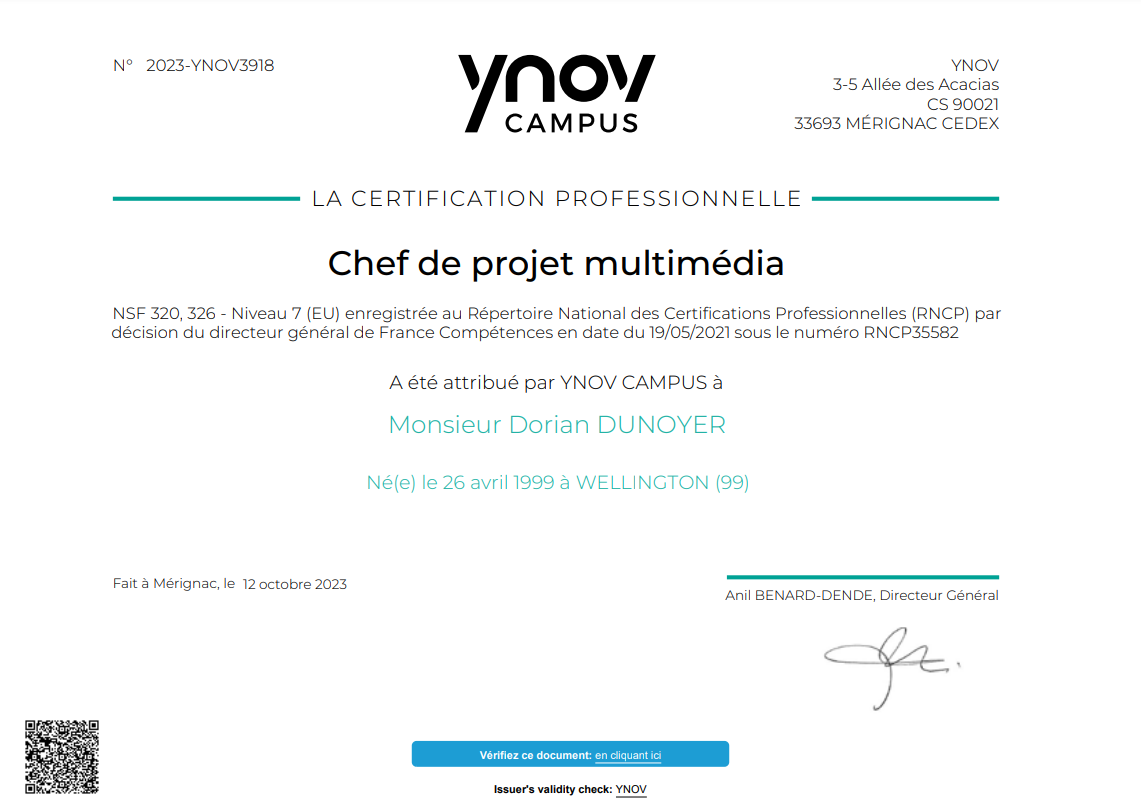 N° 2023-YNOV3918
ynov
CAMPUS
YNOV
3-5 Allée des Acacias
CS 90021
33693 MÉRIGNAC CEDEX
LA CERTIFICATION PROFESSIONNELLE
Chef de projet multimédia
NSF 320, 326 - Niveau 7 (EU) enregistrée au Répertoire National des Certifications Professionnelles (RNCP) par
décision du directeur général de France Compétences en date du 19/05/2021 sous le numéro RNCP35582
A été attribué par YNOV CAMPUS à
Monsieur Dorian DUNOYER
Né(e) le 26 avril 1999 à WELLINGTON (99)
Fait à Mérignac, le 12 octobre 2023
Anil BENARD-DENDE, Directeur Général
Vérifiez ce document: en cliquant ici
Issuer's validity check: YNOV